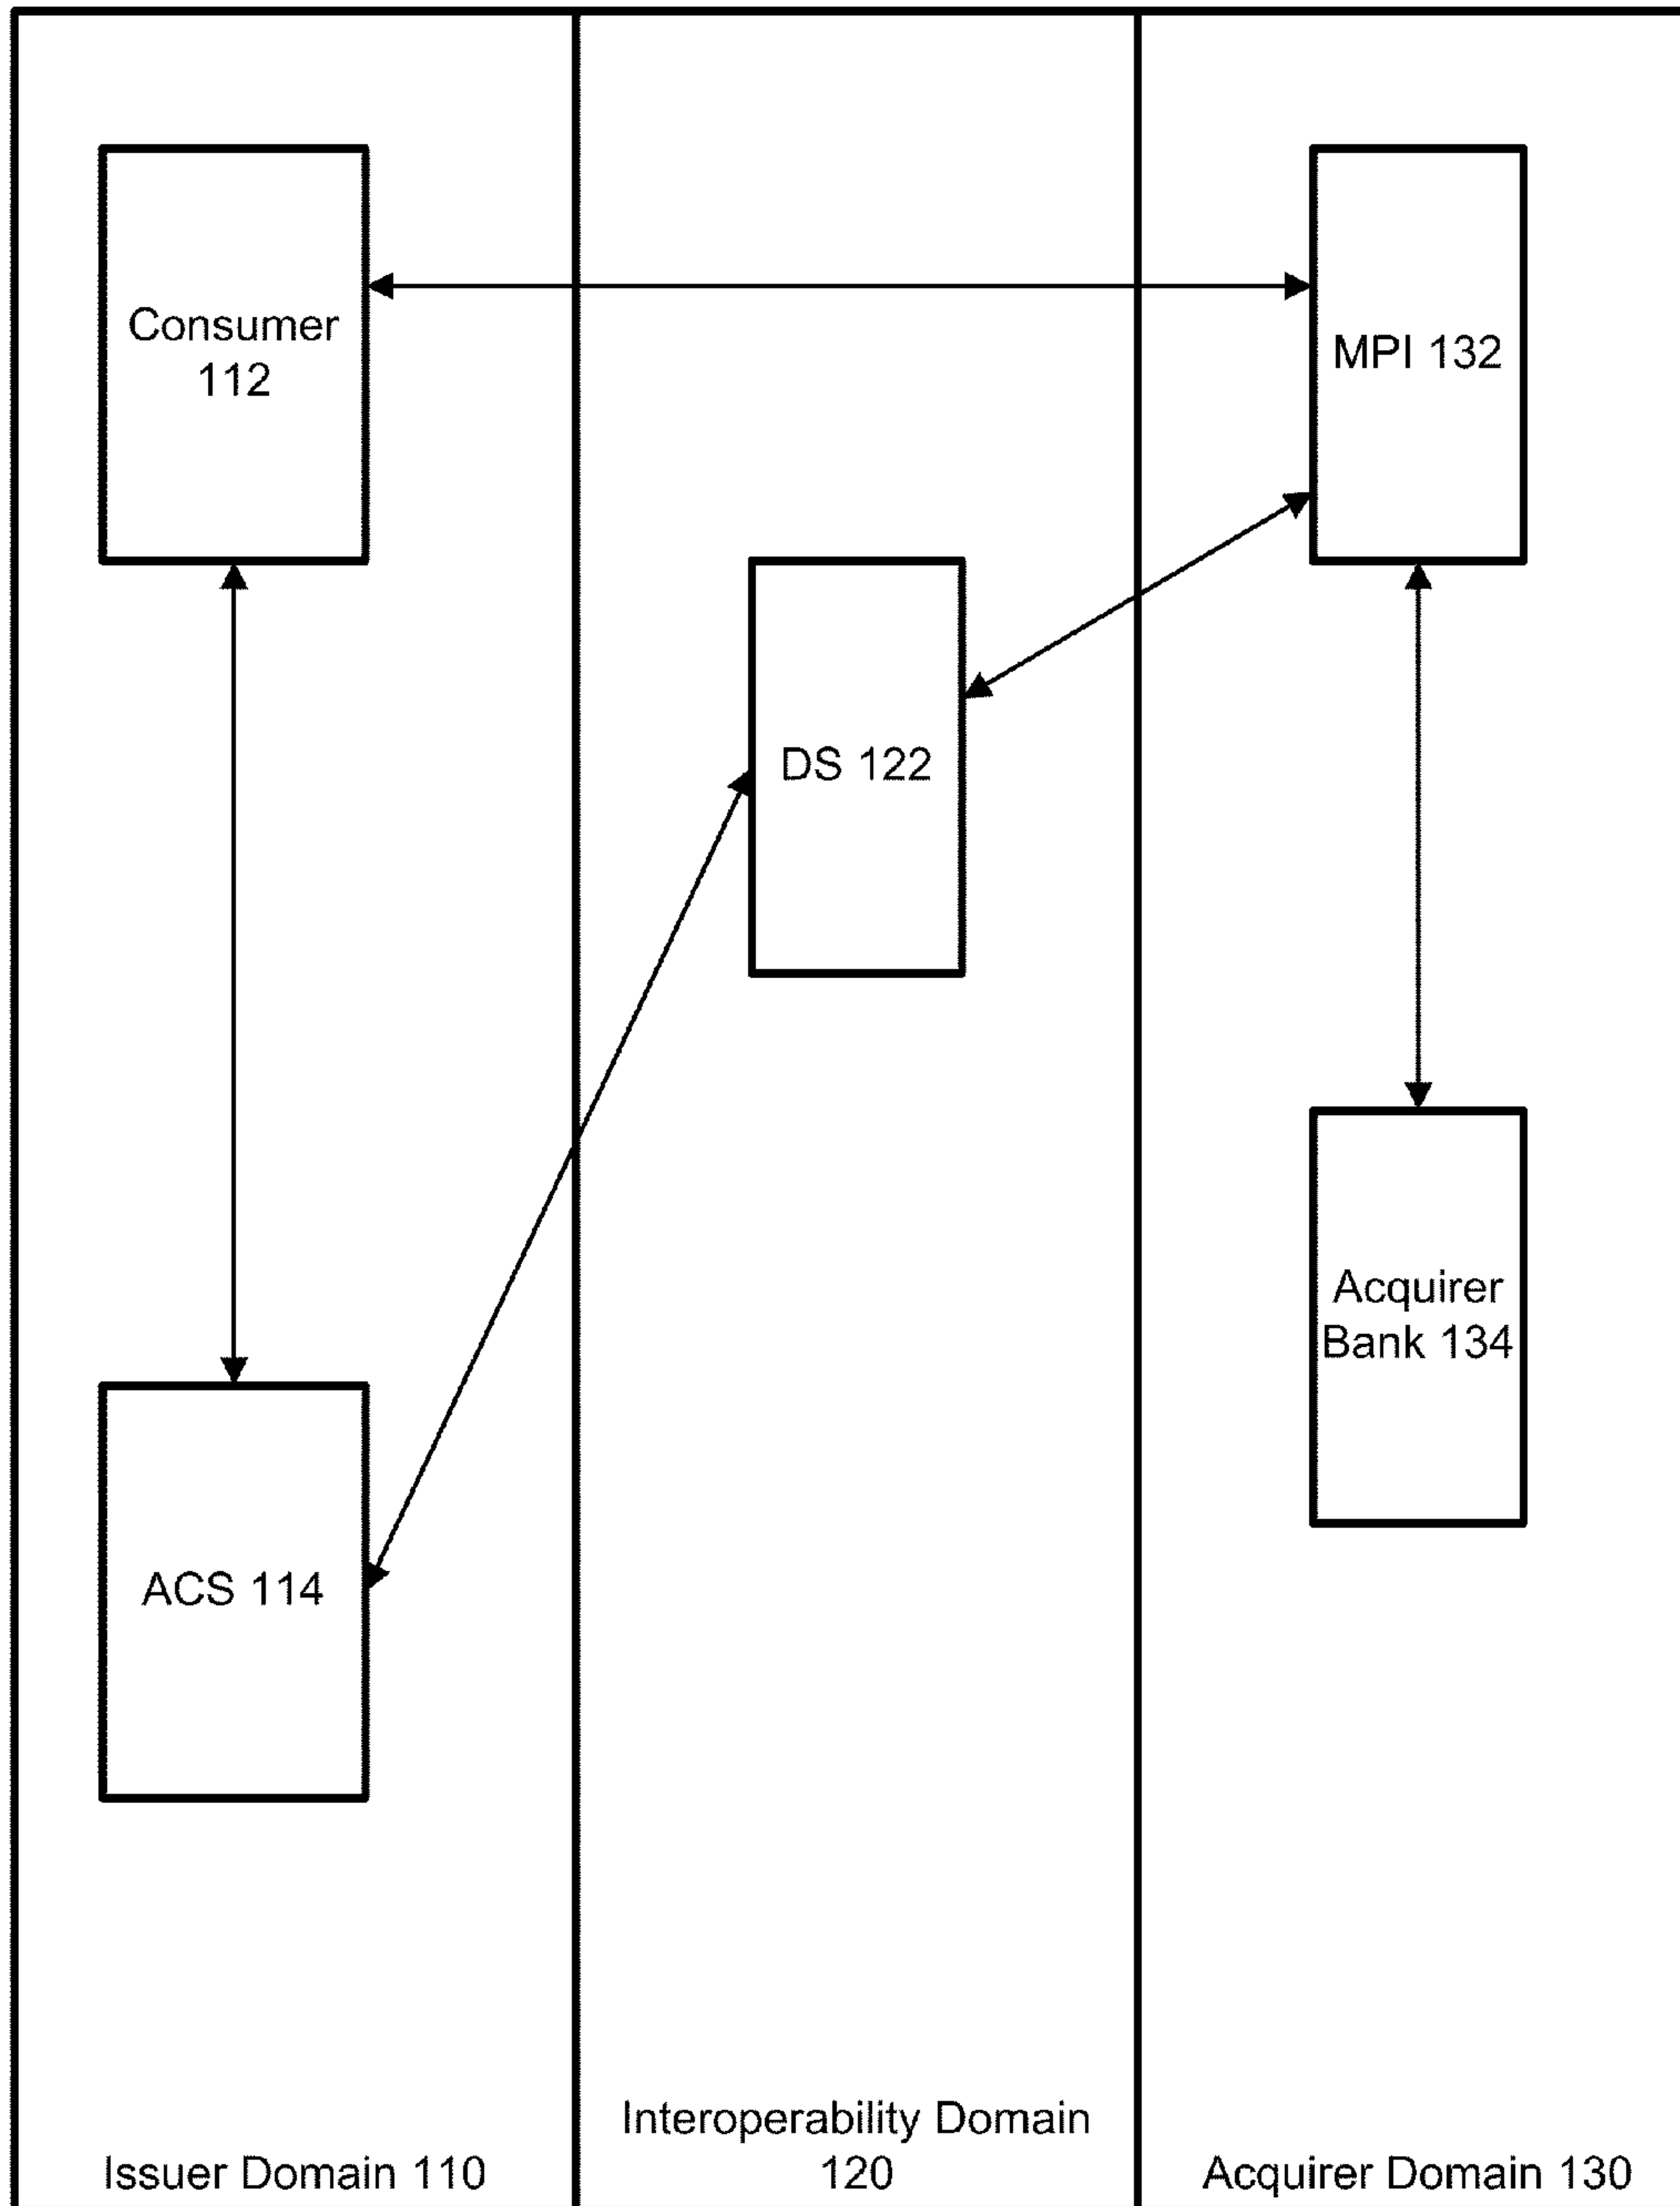 Consumer
112
MPI 132
DS 122
Acquirer
Bank 134
ACS 114
Issuer Domain 110
Interoperability Domain
120
Acquirer Domain 130